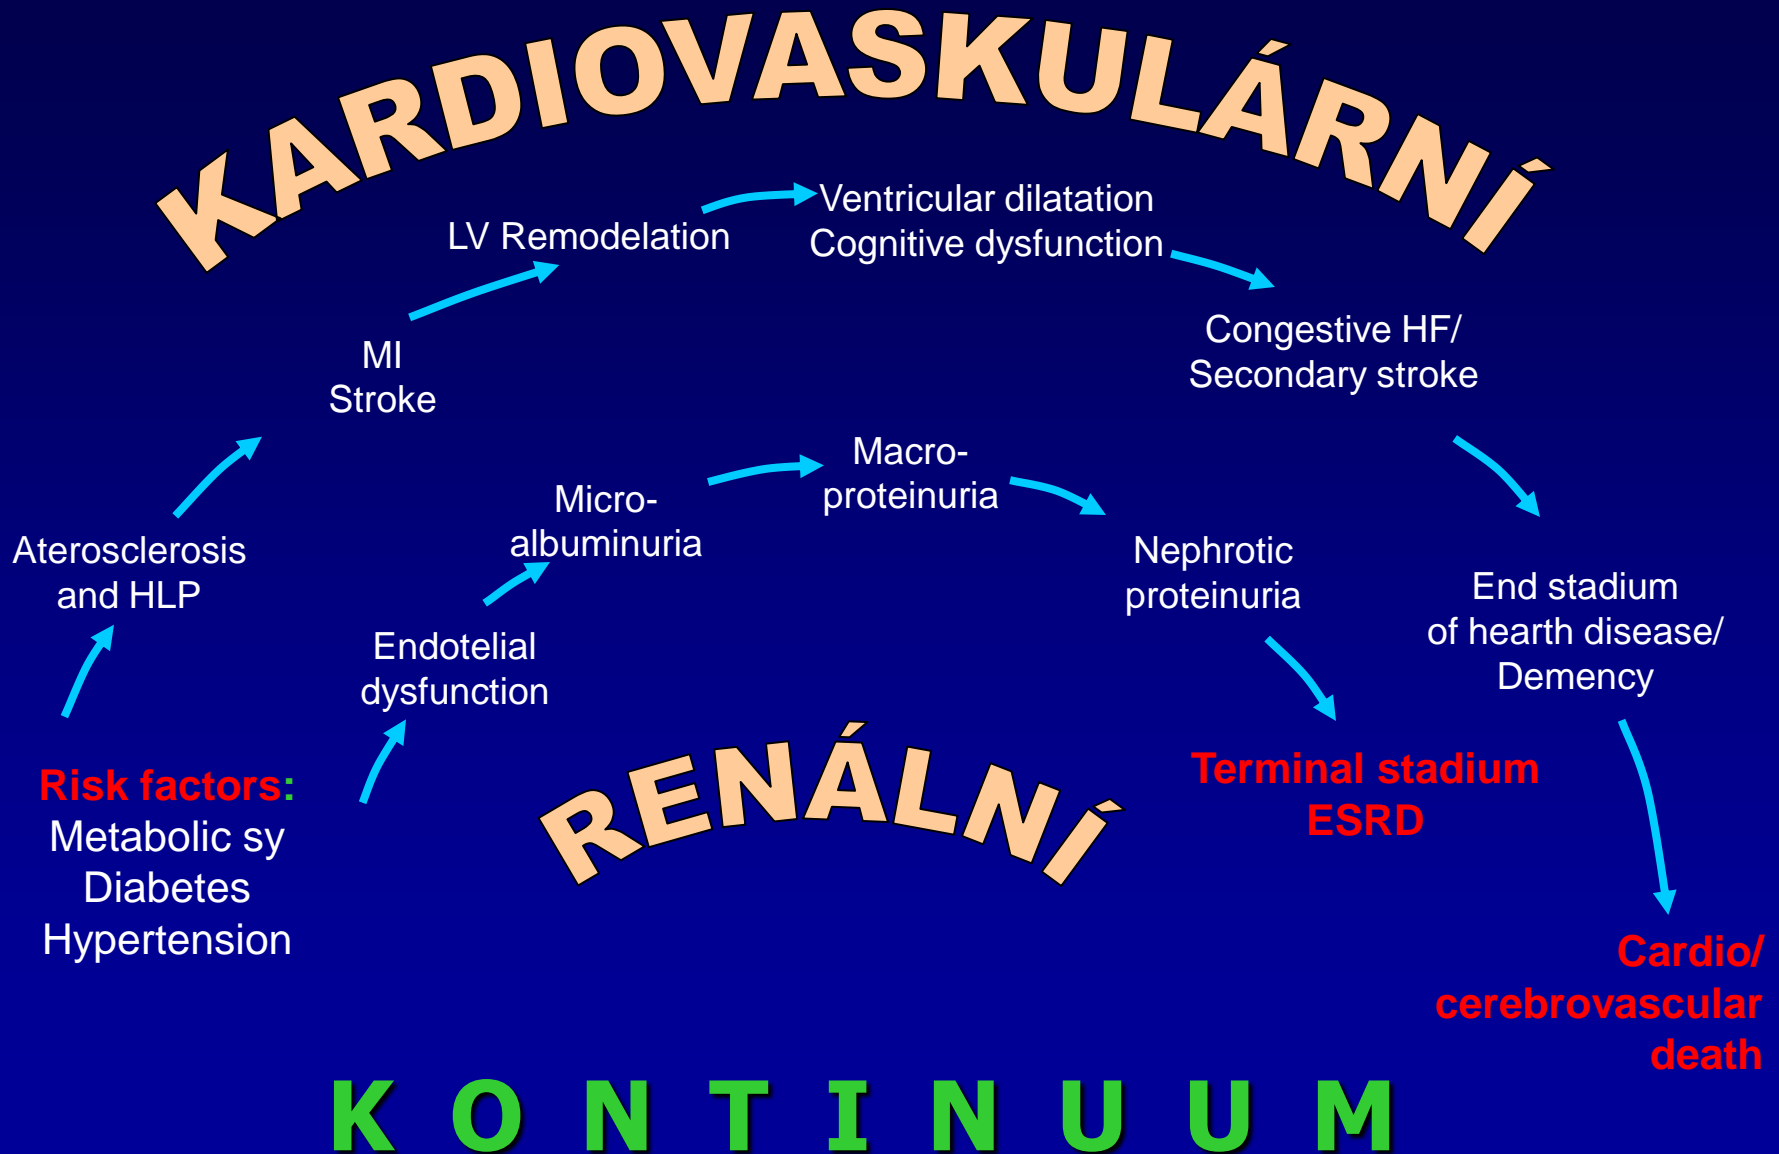 KARDIOVASKULÁRNÍ
Ventricular dilatation
Cognitive dysfunction
LV Remodelation
Congestive HF/
Secondary stroke
MI
Stroke
Macro-
proteinuria
Micro-
albuminuria
Aterosclerosis
and HLP
Nephrotic
proteinuria
End stadium
of hearth disease/
Demency
Endotelial
dysfunction
RENÁLNÍ
Terminal stadium
ESRD
Risk factors:
Metabolic sy
Diabetes
Hypertension
Cardio/
cerebrovascular
death
K O N T I N U U M